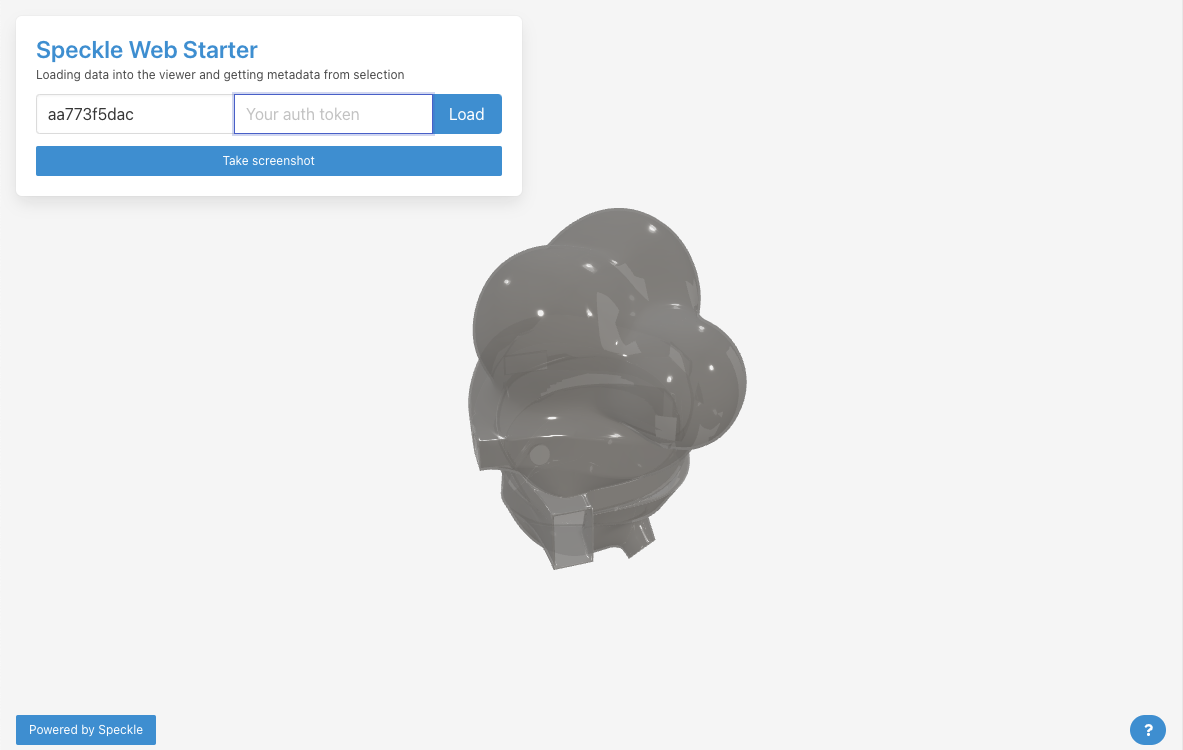 Speckle Web Starter
Loading data into the viewer and getting metadata from selection
aa773f5dac Your auth token Load
Take screenshot
Powered by Speckle ?